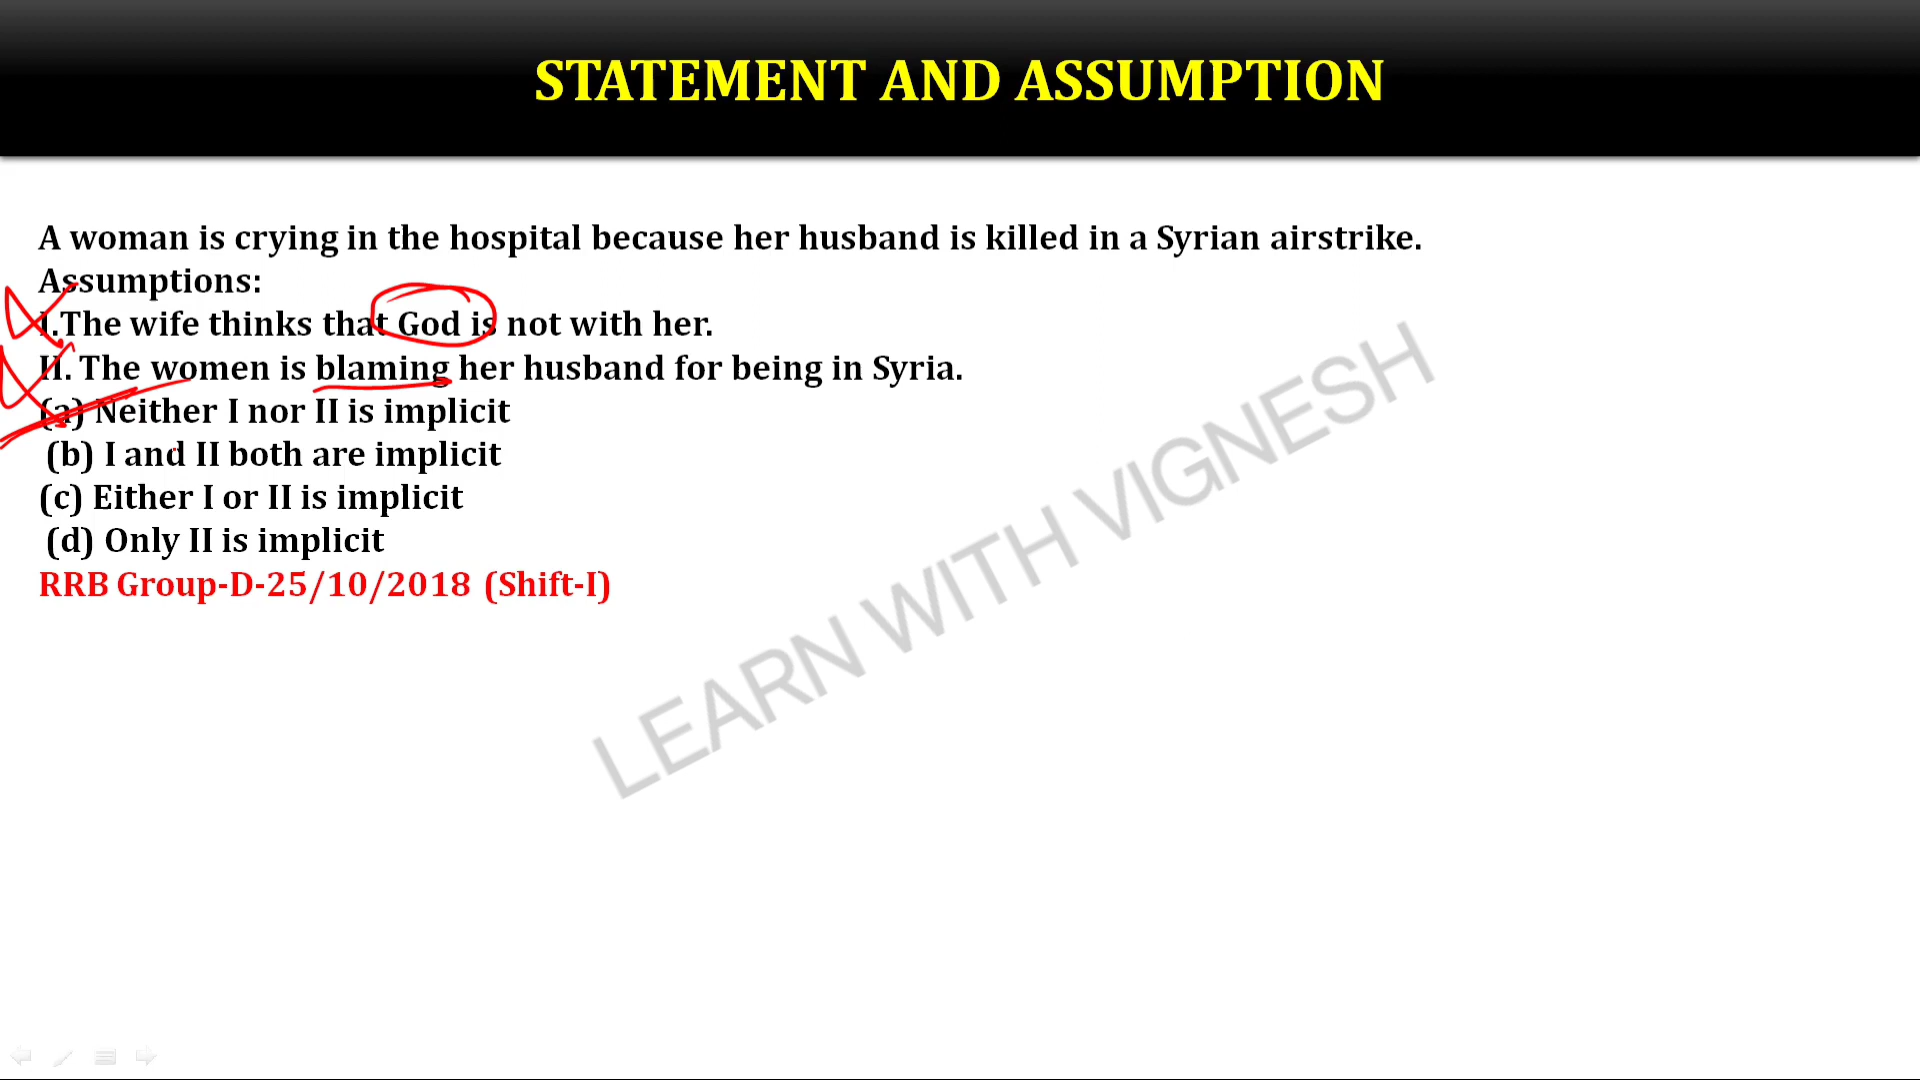 STATEMENT AND ASSUMPTION
A woman is crying in the hospital because her husband is killed in a Syrian airstrike.
Assumptions:
I.The wife thinks that God is not with her.
II. The women is blaming her husband for being in Syria.
(a) Neither I nor II is implicit
(b) I and II both are implicit
(c) Either I or II is implicit
(d) Only II is implicit
RRB Group-D-25/10/2018 (Shift-I)
LEARN WITH VIGNESH